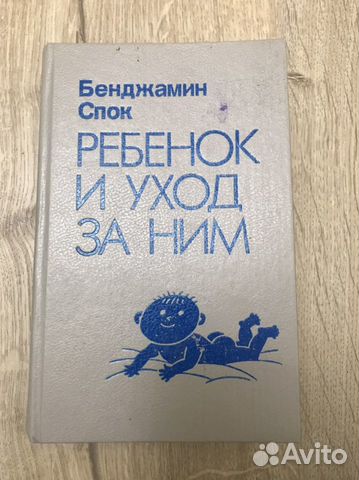 Бенджамин
Спок
РЕБЕНОК
И УХОД
ЗА НИМ
Avito